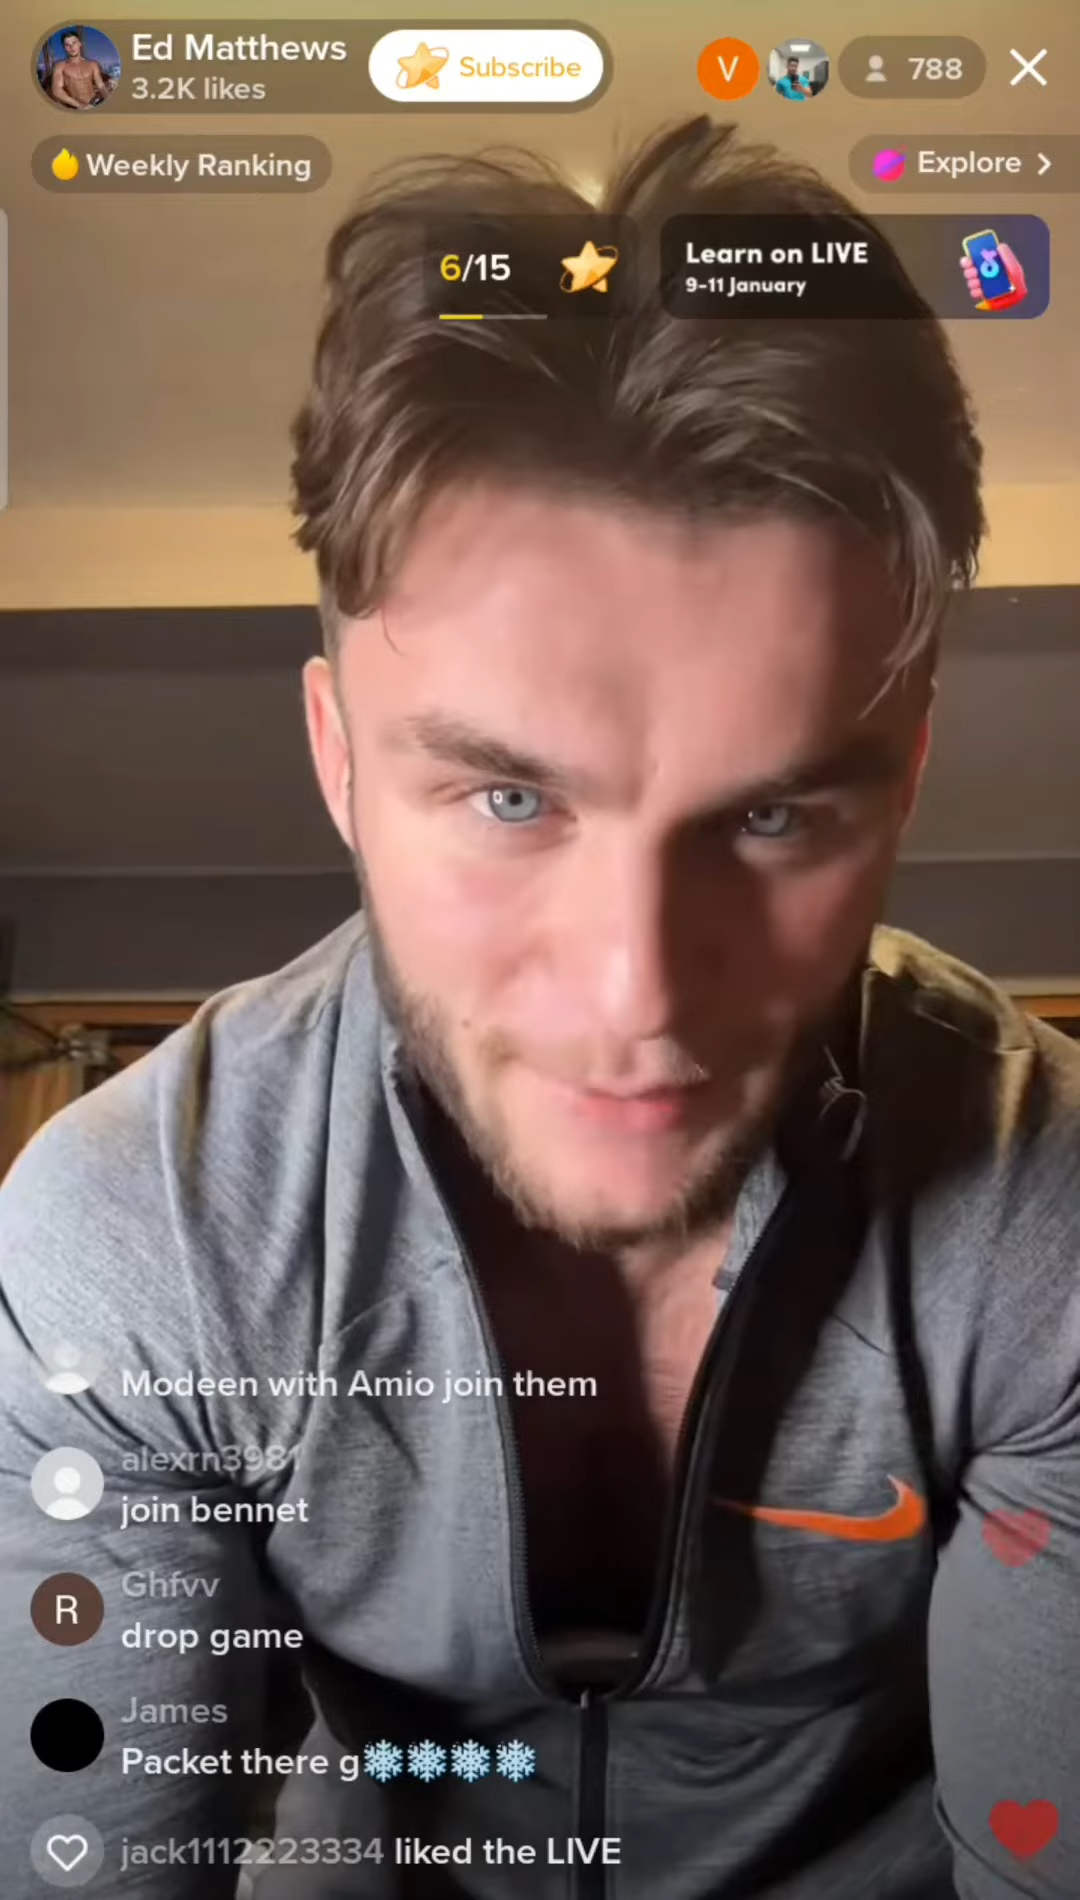 Ed Matthews
3.2K likes
Subscribe
V
788
Weekly Ranking
Explore
6/15
Learn on LIVE
9-11 January
Modeen with Amio join them
alexrn3981
join bennet
R
Ghfvv
drop game
James
Packet there g❄️❄️❄️❄️
jack1112223334 liked the LIVE